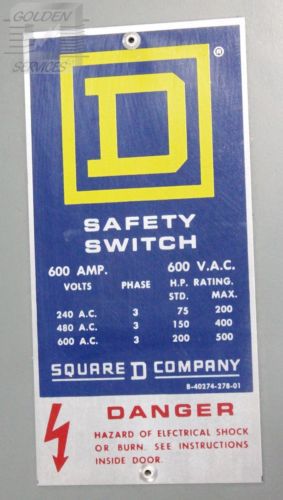 GOLDEN
SERVICES
D
®
SAFETY
SWITCH
600 AMP. 600 V.A.C.
VOLTS PHASE H.P. RATING.
STD. MAX.
240 A.C. 3 75 200
480 A.C. 3 150 400
600 A.C. 3 200 500
SQUARE D COMPANY
B-40274-278-01
DANGER
HAZARD OF ELECTRICAL SHOCK
OR BURN. SEE INSTRUCTIONS
INSIDE DOOR.